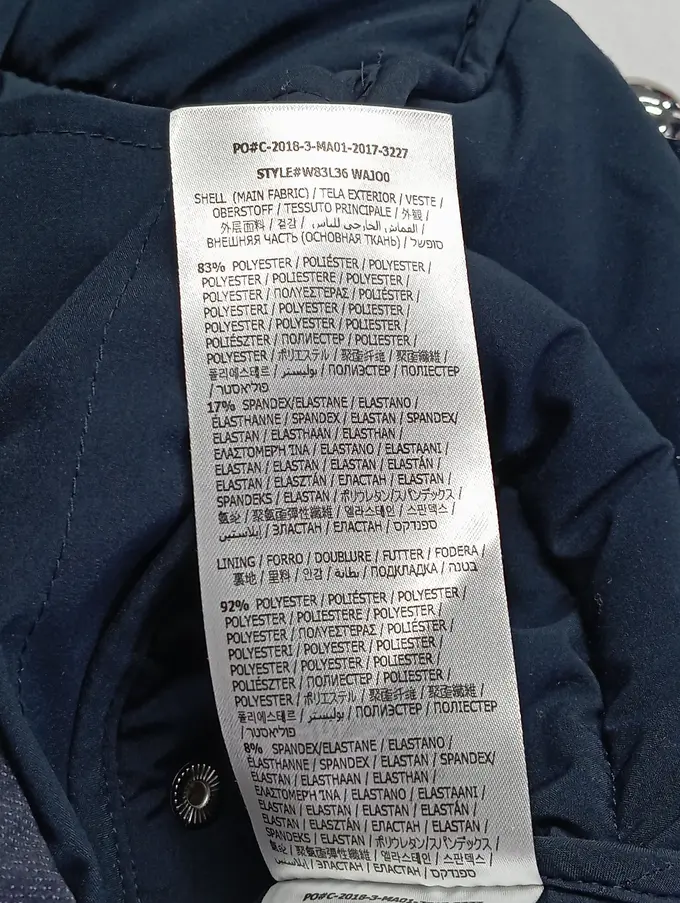 PO#C-2018-3-MA01-2017-3227
STYLE#W83L36 WAJ00
SHELL (MAIN FABRIC) / TELA EXTERIOR / VESTE /
OBERSTOFF / TESSUTO PRINCIPALE / 外観 /
外层面料 / 겉감 / القماش الخارجي للباس /
ВНЕШНЯЯ ЧАСТЬ (ОСНОВНАЯ ТКАНЬ) / סופשל
83% POLYESTER / POLIÉSTER / POLYESTER /
POLYESTER / POLIESTERE / POLYESTER /
POLYESTER / ΠΟΛΥΕΣΤΕΡΑΣ / POLIÉSTER /
POLYESTERI / POLYESTER / POLYESTER /
POLYESTER / POLYESTER / POLIESTER /
POLIÉSZTER / ПОЛИЕСТЕР / POLYESTER /
POLYESTER / ポリエステル / 聚酯纤维 / 聚酯纖維 /
폴리에스테르 / بوليستر / ПОЛИЭСТЕР / ПОЛІЕСТЕР
/ פוליאסטר
17% SPANDEX/ELASTANE / ELASTANO /
ÉLASTHANNE / SPANDEX / ELASTAN / SPANDEX/
ELASTAN / ELASTHAAN / ELASTHAN /
ΕΛΑΣΤΟΜΕΡΗ ΊΝΑ / ELASTANO / ELASTAANI /
ELASTAN / ELASTAN / ELASTAN / ELASTÁN /
ELASTAN / ELASZTÁN / ЕЛАСТАН / ELASTAN /
SPANDEKS / ELASTAN / ポリウレタン/スパンデックス /
氨纶 / 聚氨酯彈性纖維 / 엘라스테인 / 스판덱스 /
إيلاستين / ЭЛАСТАН / ЕЛАСТАН / ספנדקס
LINING / FORRO / DOUBLURE / FUTTER / FODERA /
裏地 / 里料 / 안감 / بطانة / ПОДКЛАДКА / בטנה
92% POLYESTER / POLIÉSTER / POLYESTER /
POLYESTER / POLIESTERE / POLYESTER /
POLYESTER / ΠΟΛΥΕΣΤΕΡΑΣ / POLIÉSTER /
POLYESTERI / POLYESTER / POLYESTER /
POLYESTER / POLYESTER / POLIESTER /
POLIÉSZTER / ПОЛИЕСТЕР / POLYESTER /
POLYESTER / ポリエステル / 聚酯纤维 / 聚酯纖維 /
폴리에스테르 / بوليستر / ПОЛИЭСТЕР / ПОЛІЕСТЕР
/ פוליאסטר
8% SPANDEX/ELASTANE / ELASTANO /
ÉLASTHANNE / SPANDEX / ELASTAN / SPANDEX/
ELASTAN / ELASTHAAN / ELASTHAN /
ΕΛΑΣΤΟΜΕΡΗ ΊΝΑ / ELASTANO / ELASTAANI /
ELASTAN / ELASTAN / ELASTAN / ELASTÁN /
ELASTAN / ELASZTÁN / ЕЛАСТАН / ELASTAN /
SPANDEKS / ELASTAN / ポリウレタン/スパンデックス /
氨纶 / 聚氨酯彈性纖維 / 엘라스테인 / 스판덱스 /
إيلاستين / ЭЛАСТАН / ЕЛАСТАН / ספנדקס
PO#C-2018-3-MA01-2017-